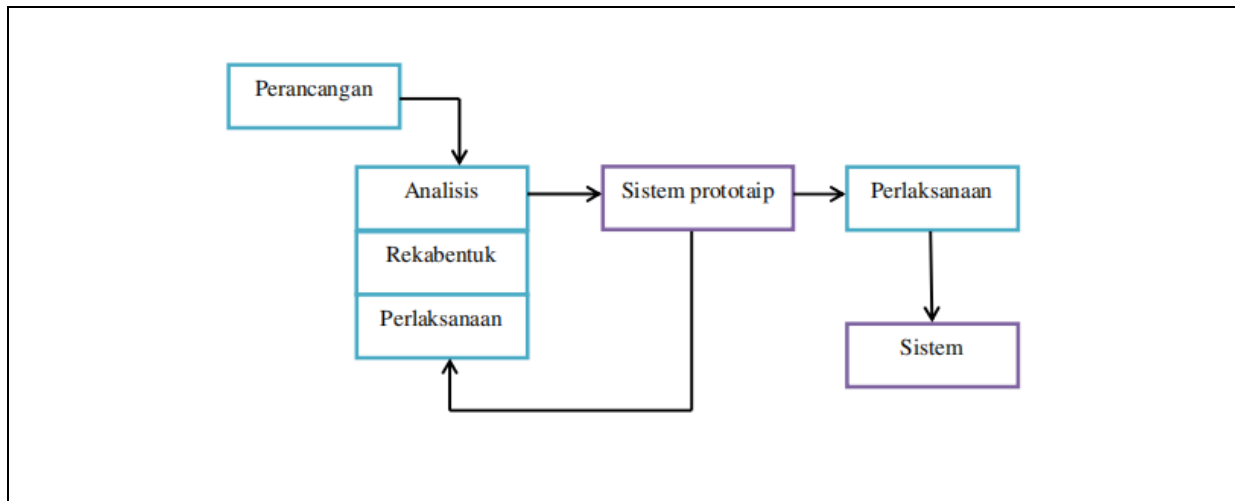 Perancangan
Analisis
Sistem prototaip
Perlaksanaan
Rekabentuk
Perlaksanaan
Sistem